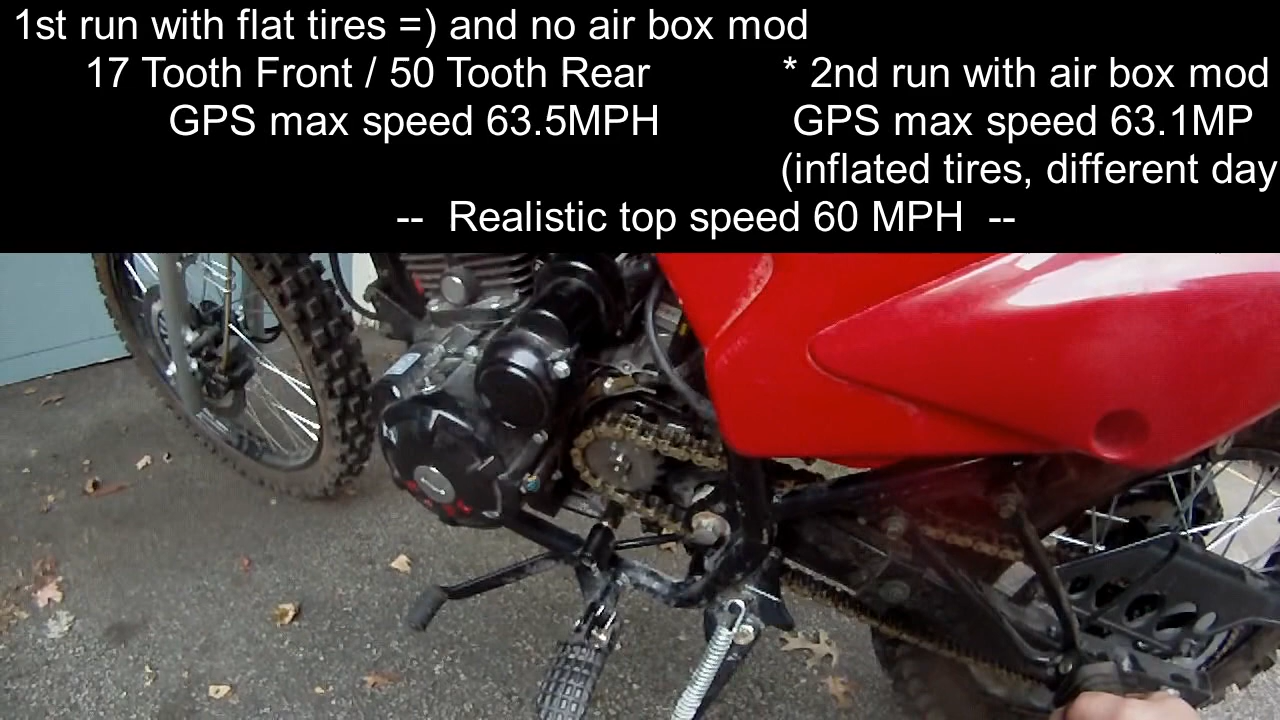 1st run with flat tires =) and no air box mod
17 Tooth Front / 50 Tooth Rear
GPS max speed 63.5MPH
* 2nd run with air box mod
GPS max speed 63.1MP
(inflated tires, different day
-- Realistic top speed 60 MPH --